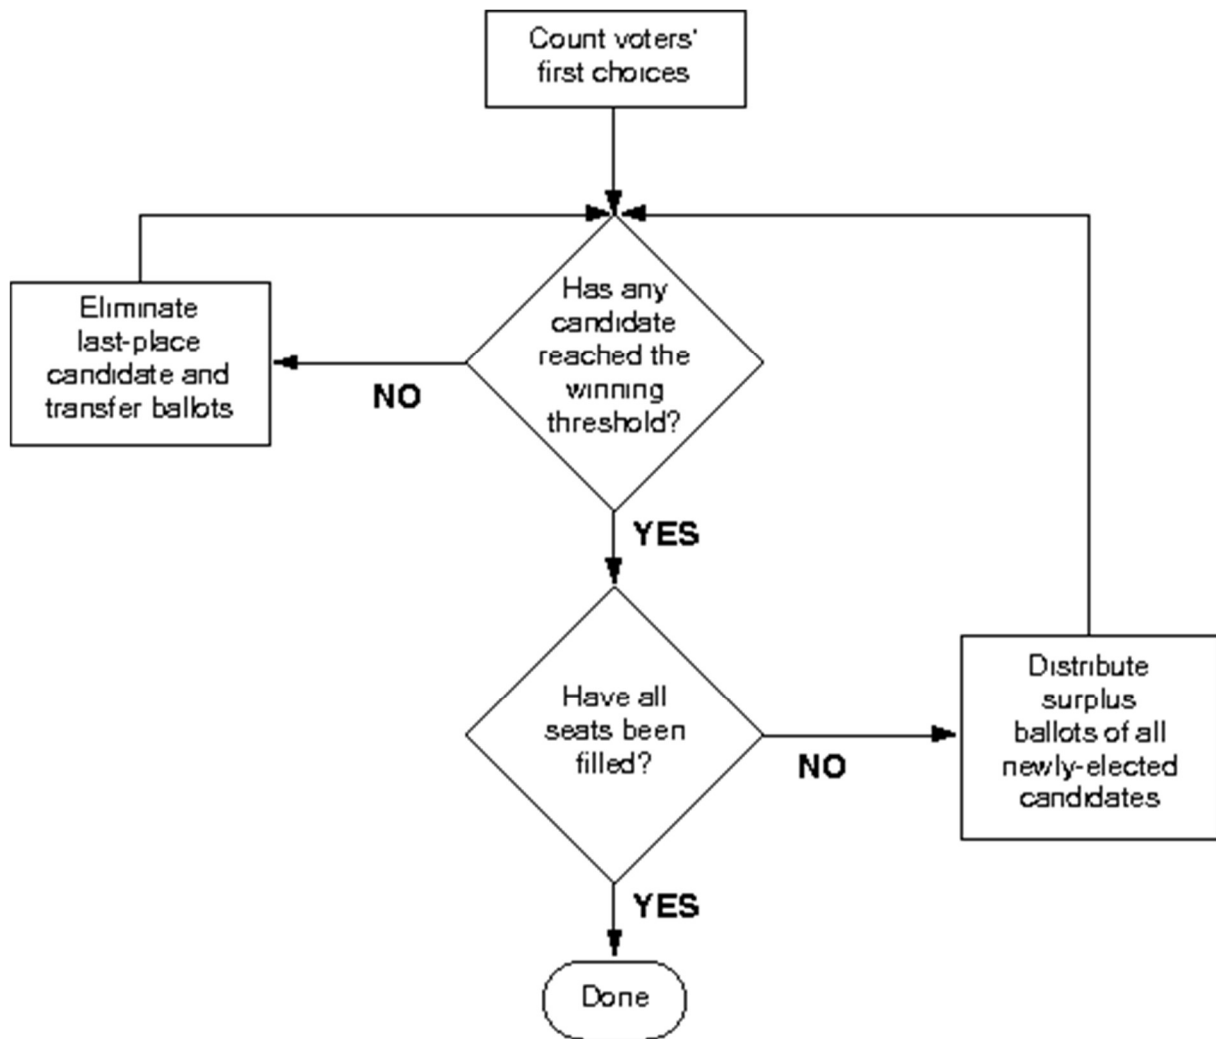 Count voters'
first choices
Has any
candidate
reached the
winning
threshold?
NO
Eliminate
last-place
candidate and
transfer ballots
YES
Have all
seats been
filled?
NO
Distribute
surplus
ballots of all
newly-elected
candidates
YES
Done